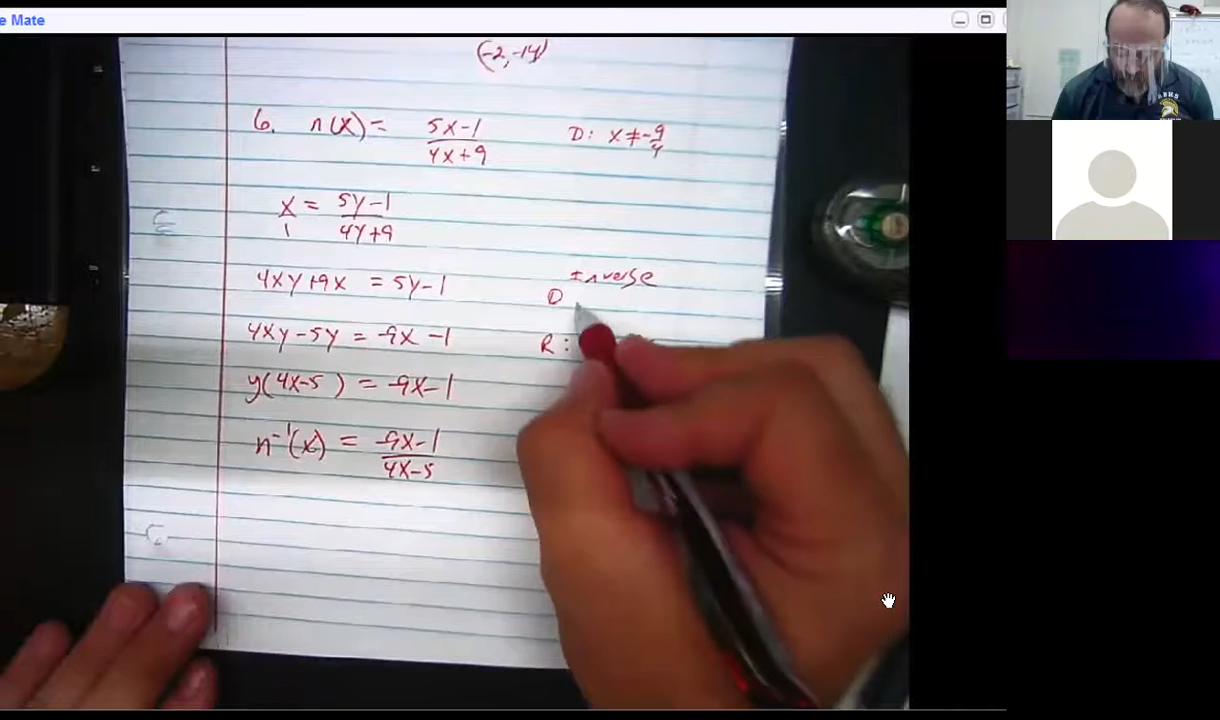 e Mate
(-2, -14)
6. n(x) = 5x-1 / 4x+9 D: x ≠ -9/4
x/1 = 5y-1 / 4y+9
4xy+9x = 5y-1
Inverse
D
4xy-5y = -9x-1
R:
y(4x-5) = -9x-1
n⁻¹(x) = -9x-1 / 4x-5